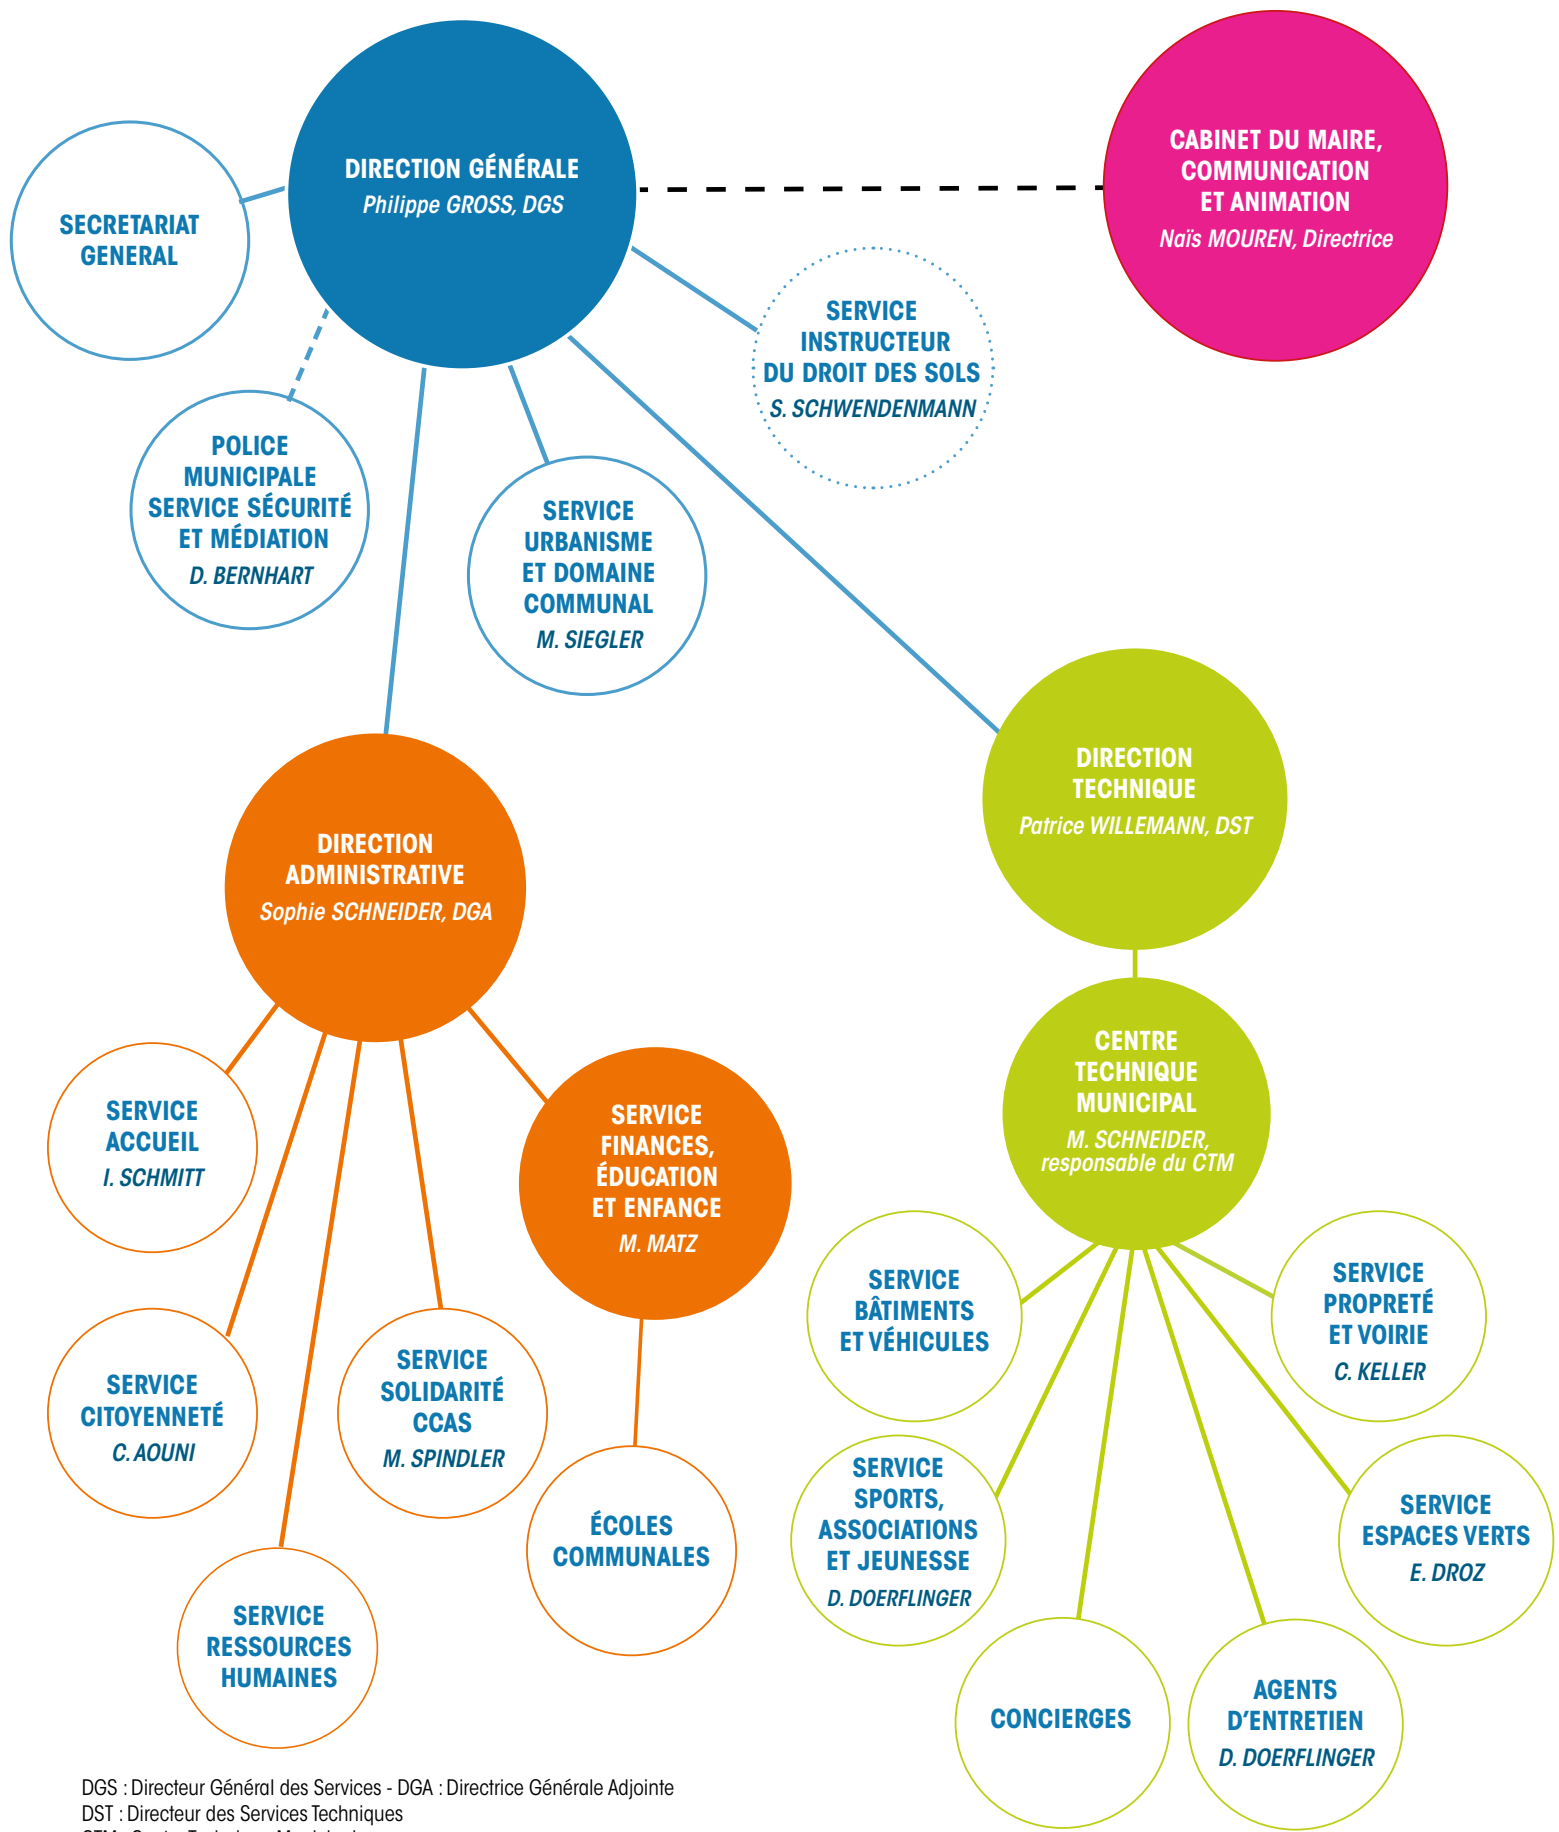 DIRECTION GÉNÉRALE
Philippe GROSS, DGS
CABINET DU MAIRE,
COMMUNICATION
ET ANIMATION
Naïs MOUREN, Directrice
SECRETARIAT
GENERAL
SERVICE
INSTRUCTEUR
DU DROIT DES SOLS
S. SCHWENDENMANN
POLICE
MUNICIPALE
SERVICE SÉCURITÉ
ET MÉDIATION
D. BERNHART
SERVICE
URBANISME
ET DOMAINE
COMMUNAL
M. SIEGLER
DIRECTION
TECHNIQUE
Patrice WILLEMANN, DST
DIRECTION
ADMINISTRATIVE
Sophie SCHNEIDER, DGA
CENTRE
TECHNIQUE
MUNICIPAL
M. SCHNEIDER,
responsable du CTM
SERVICE
ACCUEIL
I. SCHMITT
SERVICE
FINANCES,
ÉDUCATION
ET ENFANCE
M. MATZ
SERVICE
CITOYENNETÉ
C. AOUNI
SERVICE
SOLIDARITÉ
CCAS
M. SPINDLER
SERVICE
RESSOURCES
HUMAINES
ÉCOLES
COMMUNALES
SERVICE
BÂTIMENTS
ET VÉHICULES
SERVICE
PROPRETÉ
ET VOIRIE
C. KELLER
SERVICE
SPORTS,
ASSOCIATIONS
ET JEUNESSE
D. DOERFLINGER
SERVICE
ESPACES VERTS
E. DROZ
CONCIERGES
AGENTS
D'ENTRETIEN
D. DOERFLINGER
DGS : Directeur Général des Services - DGA : Directrice Générale Adjointe
DST : Directeur des Services Techniques